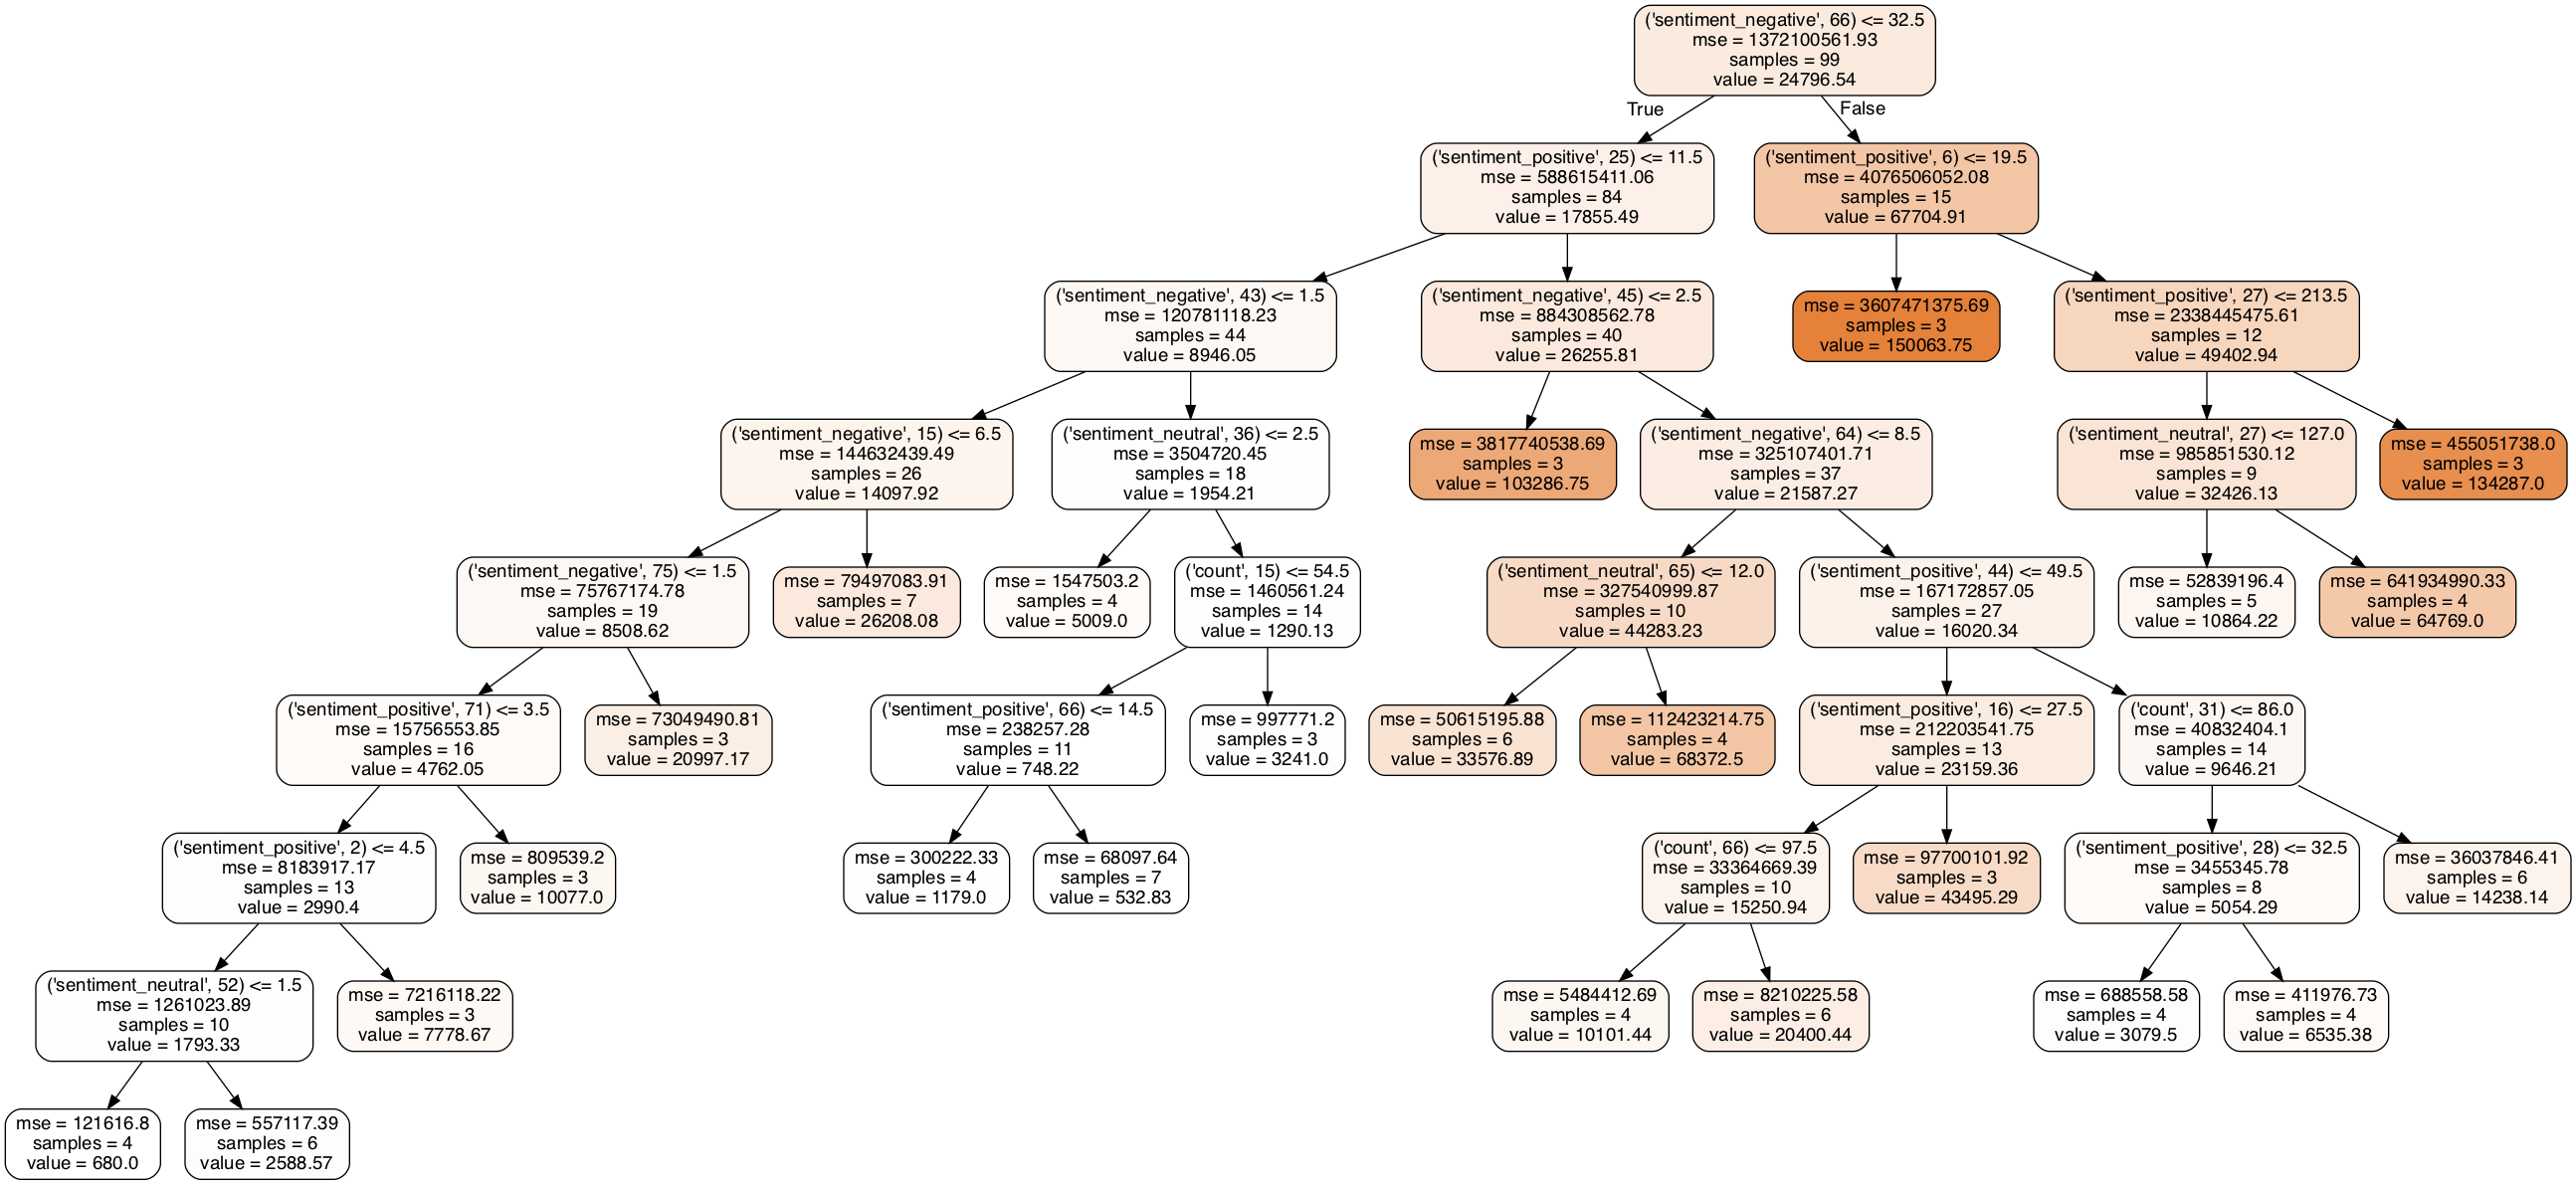 ('sentiment_negative', 66) <= 32.5
mse = 1372100561.93
samples = 99
value = 24796.54
True
False
('sentiment_positive', 25) <= 11.5
mse = 588615411.06
samples = 84
value = 17855.49
('sentiment_positive', 6) <= 19.5
mse = 4076506052.08
samples = 15
value = 67704.91
('sentiment_negative', 43) <= 1.5
mse = 120781118.23
samples = 44
value = 8946.05
('sentiment_negative', 45) <= 2.5
mse = 884308562.78
samples = 40
value = 26255.81
mse = 3607471375.69
samples = 3
value = 150063.75
('sentiment_positive', 27) <= 213.5
mse = 2338445475.61
samples = 12
value = 49402.94
('sentiment_negative', 15) <= 6.5
mse = 144632439.49
samples = 26
value = 14097.92
('sentiment_neutral', 36) <= 2.5
mse = 3504720.45
samples = 18
value = 1954.21
mse = 3817740538.69
samples = 3
value = 103286.75
('sentiment_negative', 64) <= 8.5
mse = 325107401.71
samples = 37
value = 21587.27
('sentiment_neutral', 27) <= 127.0
mse = 985851530.12
samples = 9
value = 32426.13
mse = 455051738.0
samples = 3
value = 134287.0
('sentiment_negative', 75) <= 1.5
mse = 75767174.78
samples = 19
value = 8508.62
mse = 79497083.91
samples = 7
value = 26208.08
mse = 1547503.2
samples = 4
value = 5009.0
('count', 15) <= 54.5
mse = 1460561.24
samples = 14
value = 1290.13
('sentiment_neutral', 65) <= 12.0
mse = 327540999.87
samples = 10
value = 44283.23
('sentiment_positive', 44) <= 49.5
mse = 167172857.05
samples = 27
value = 16020.34
mse = 52839196.4
samples = 5
value = 10864.22
mse = 641934990.33
samples = 4
value = 64769.0
('sentiment_positive', 71) <= 3.5
mse = 15756553.85
samples = 16
value = 4762.05
mse = 73049490.81
samples = 3
value = 20997.17
('sentiment_positive', 66) <= 14.5
mse = 238257.28
samples = 11
value = 748.22
mse = 997771.2
samples = 3
value = 3241.0
mse = 50615195.88
samples = 6
value = 33576.89
mse = 112423214.75
samples = 4
value = 68372.5
('sentiment_positive', 16) <= 27.5
mse = 212203541.75
samples = 13
value = 23159.36
('count', 31) <= 86.0
mse = 40832404.1
samples = 14
value = 9646.21
('sentiment_positive', 2) <= 4.5
mse = 8183917.17
samples = 13
value = 2990.4
mse = 809539.2
samples = 3
value = 10077.0
mse = 300222.33
samples = 4
value = 1179.0
mse = 68097.64
samples = 7
value = 532.83
('count', 66) <= 97.5
mse = 33364669.39
samples = 10
value = 15250.94
mse = 97700101.92
samples = 3
value = 43495.29
('sentiment_positive', 28) <= 32.5
mse = 3455345.78
samples = 8
value = 5054.29
mse = 36037846.41
samples = 6
value = 14238.14
('sentiment_neutral', 52) <= 1.5
mse = 1261023.89
samples = 10
value = 1793.33
mse = 7216118.22
samples = 3
value = 7778.67
mse = 5484412.69
samples = 4
value = 10101.44
mse = 8210225.58
samples = 6
value = 20400.44
mse = 688558.58
samples = 4
value = 3079.5
mse = 411976.73
samples = 4
value = 6535.38
mse = 121616.8
samples = 4
value = 680.0
mse = 557117.39
samples = 6
value = 2588.57